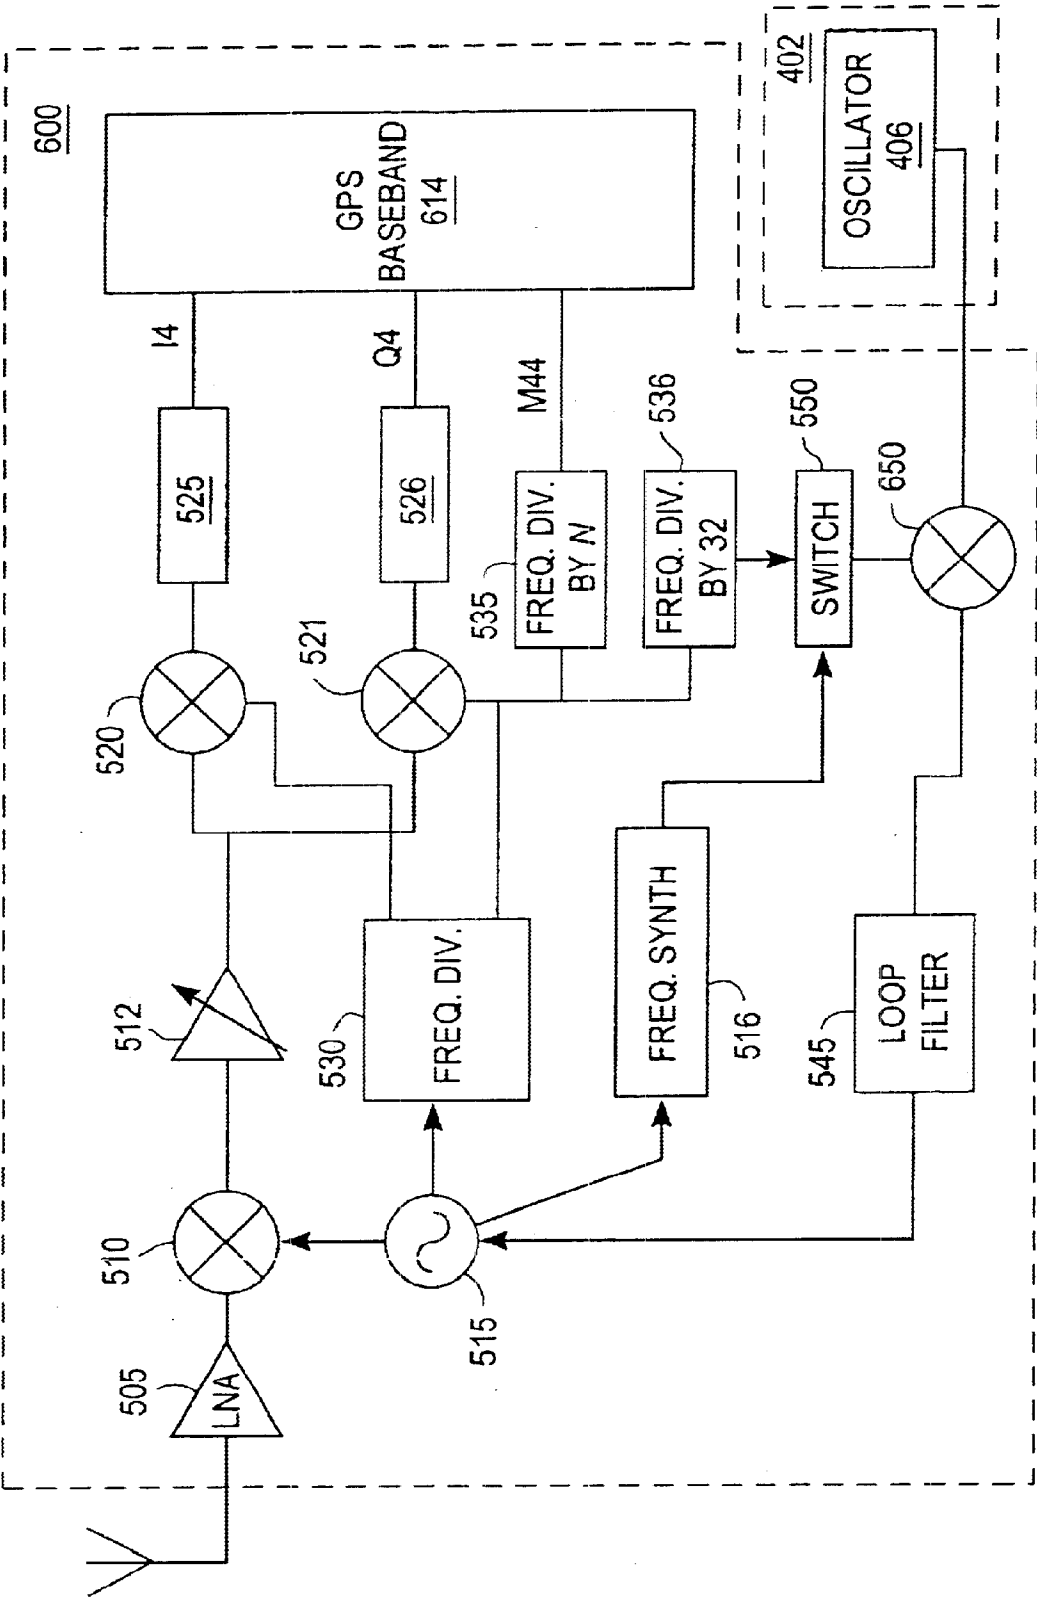 600
GPS
BASEBAND
614
402
OSCILLATOR
406
I4
Q4
M44
525
526
535
FREQ. DIV.
BY N
536
FREQ. DIV.
BY 32
550
SWITCH
650
520
521
512
530
FREQ. DIV.
FREQ. SYNTH
516
545
LOOP
FILTER
510
515
505
LNA